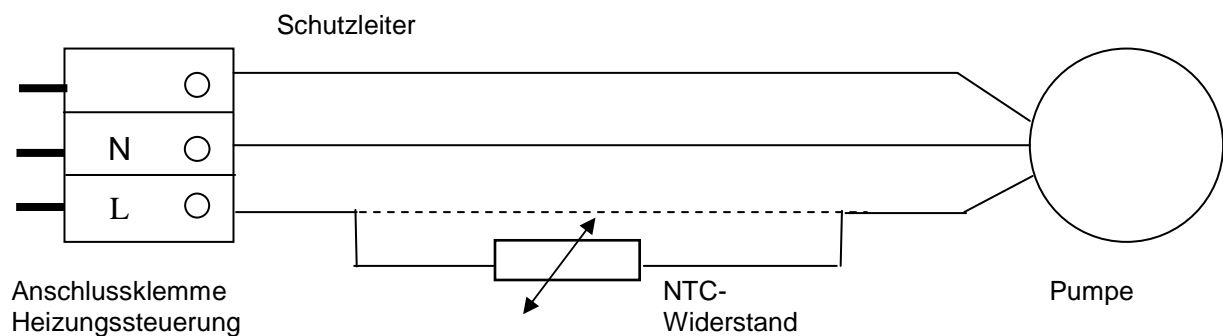 Schutzleiter
N
L
Anschlussklemme
Heizungssteuerung
NTC-
Widerstand
Pumpe